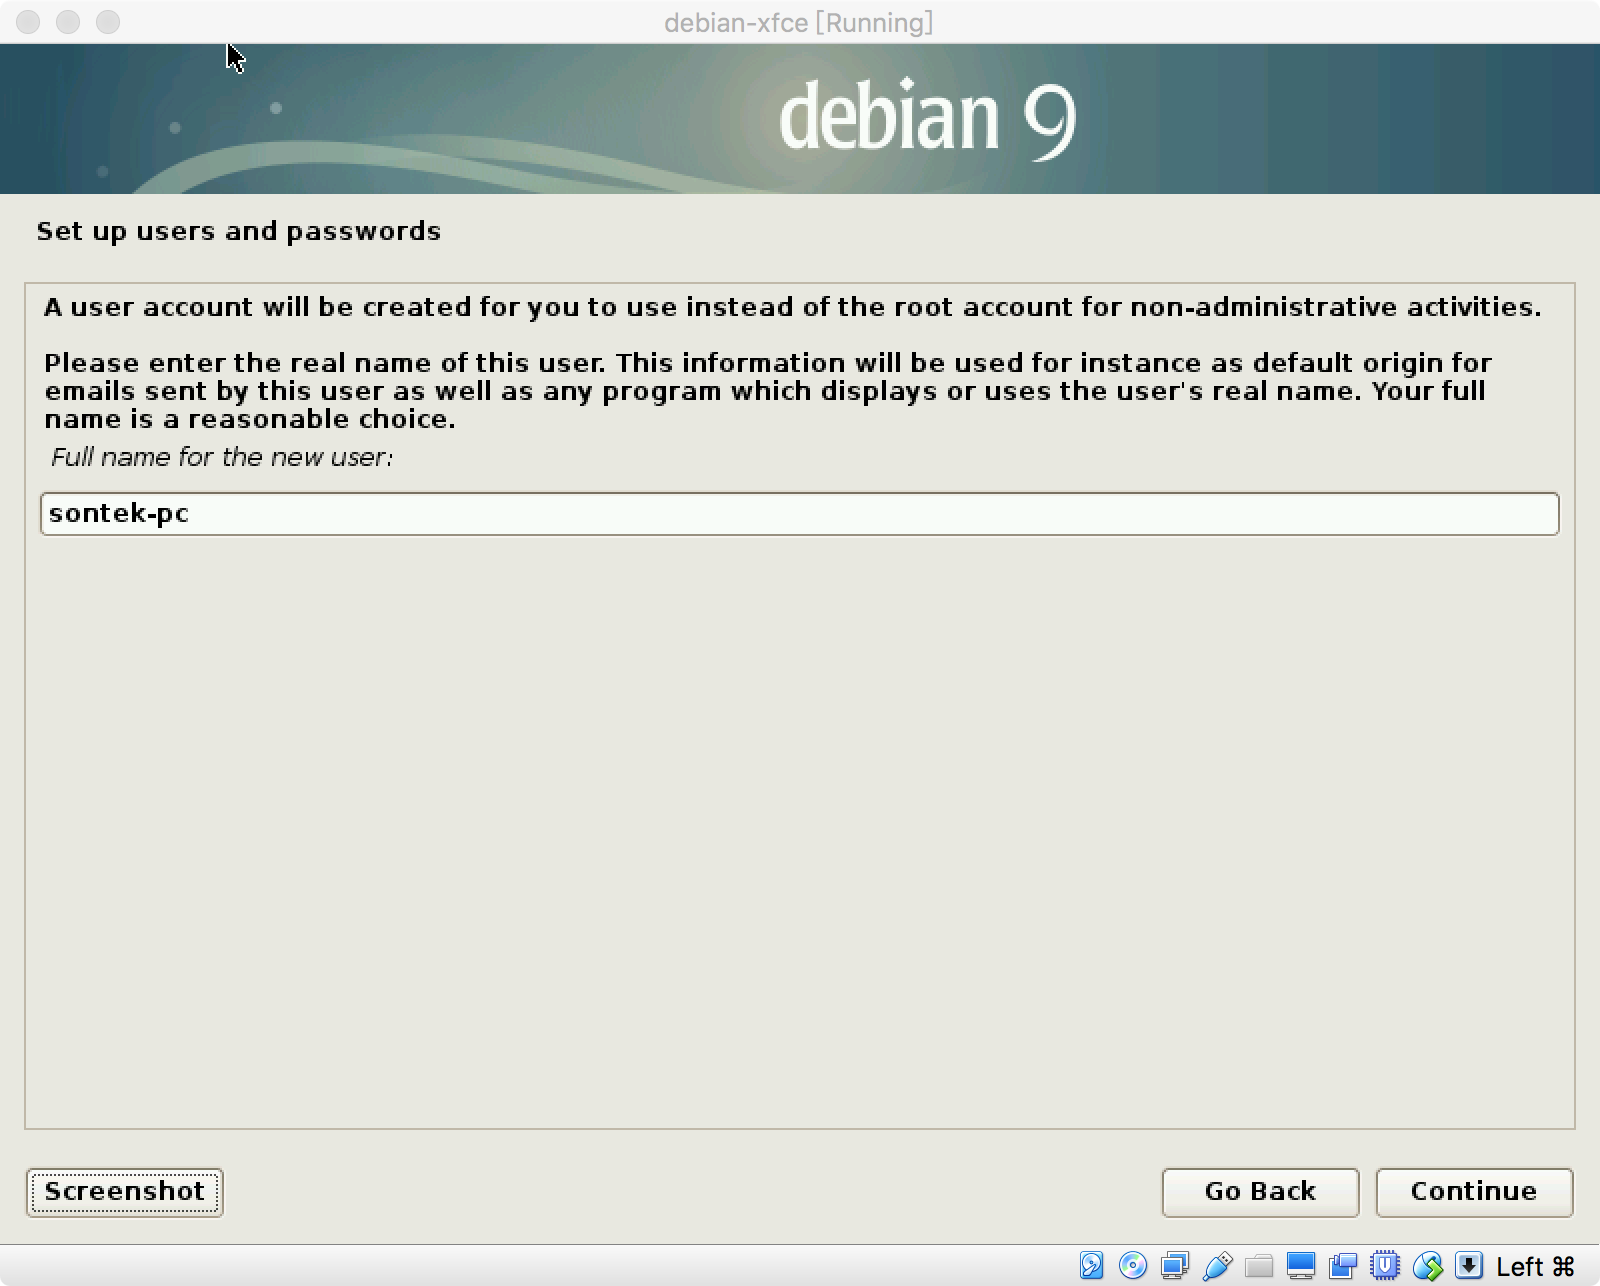 debian-xfce [Running]
debian 9
Set up users and passwords
A user account will be created for you to use instead of the root account for non-administrative activities.
Please enter the real name of this user. This information will be used for instance as default origin for
emails sent by this user as well as any program which displays or uses the user's real name. Your full
name is a reasonable choice.
Full name for the new user:
sontek-pc
Screenshot
Go Back
Continue
Left ⌘